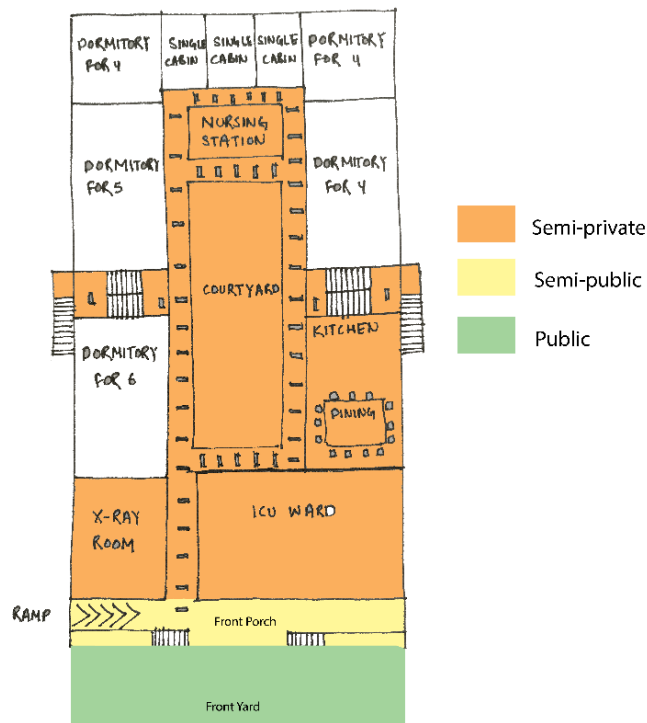 DORMITORY
FOR 4
SINGLE
CABIN
SINGLE
CABIN
SINGLE
CABIN
DORMITORY
FOR 4
NURSING
STATION
DORMITORY
FOR 5
DORMITORY
FOR 4
Semi-private
Semi-public
Public
COURTYARD
KITCHEN
DORMITORY
FOR 6
DINING
X-RAY
ROOM
ICU WARD
RAMP
Front Porch
Front Yard